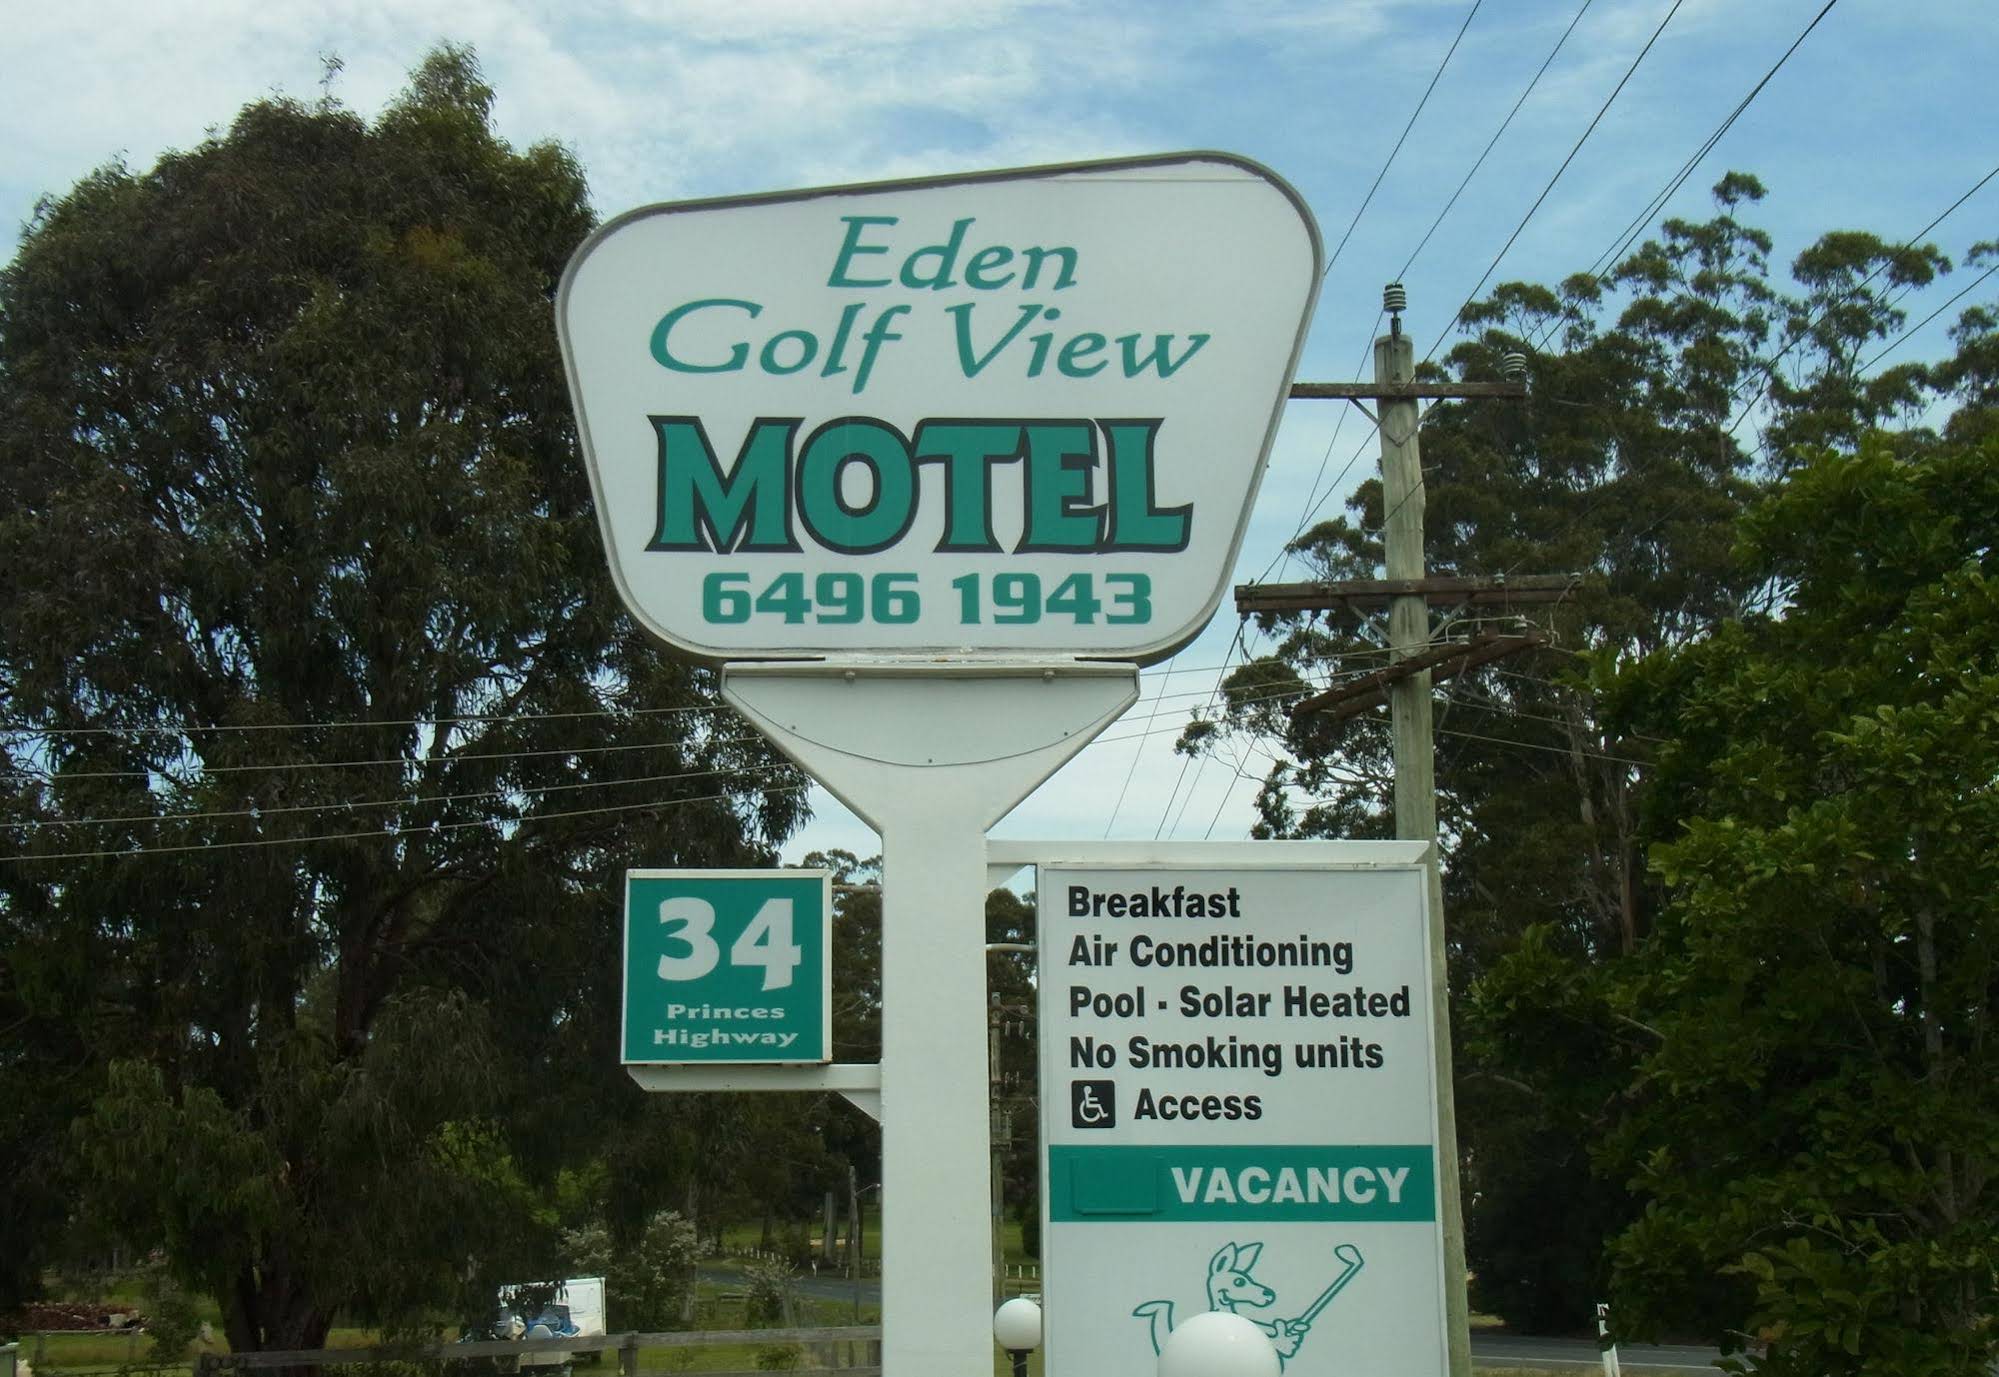 Eden
Golf View
MOTEL
6496 1943
34
Princes
Highway
Breakfast
Air Conditioning
Pool - Solar Heated
No Smoking units
Access
VACANCY